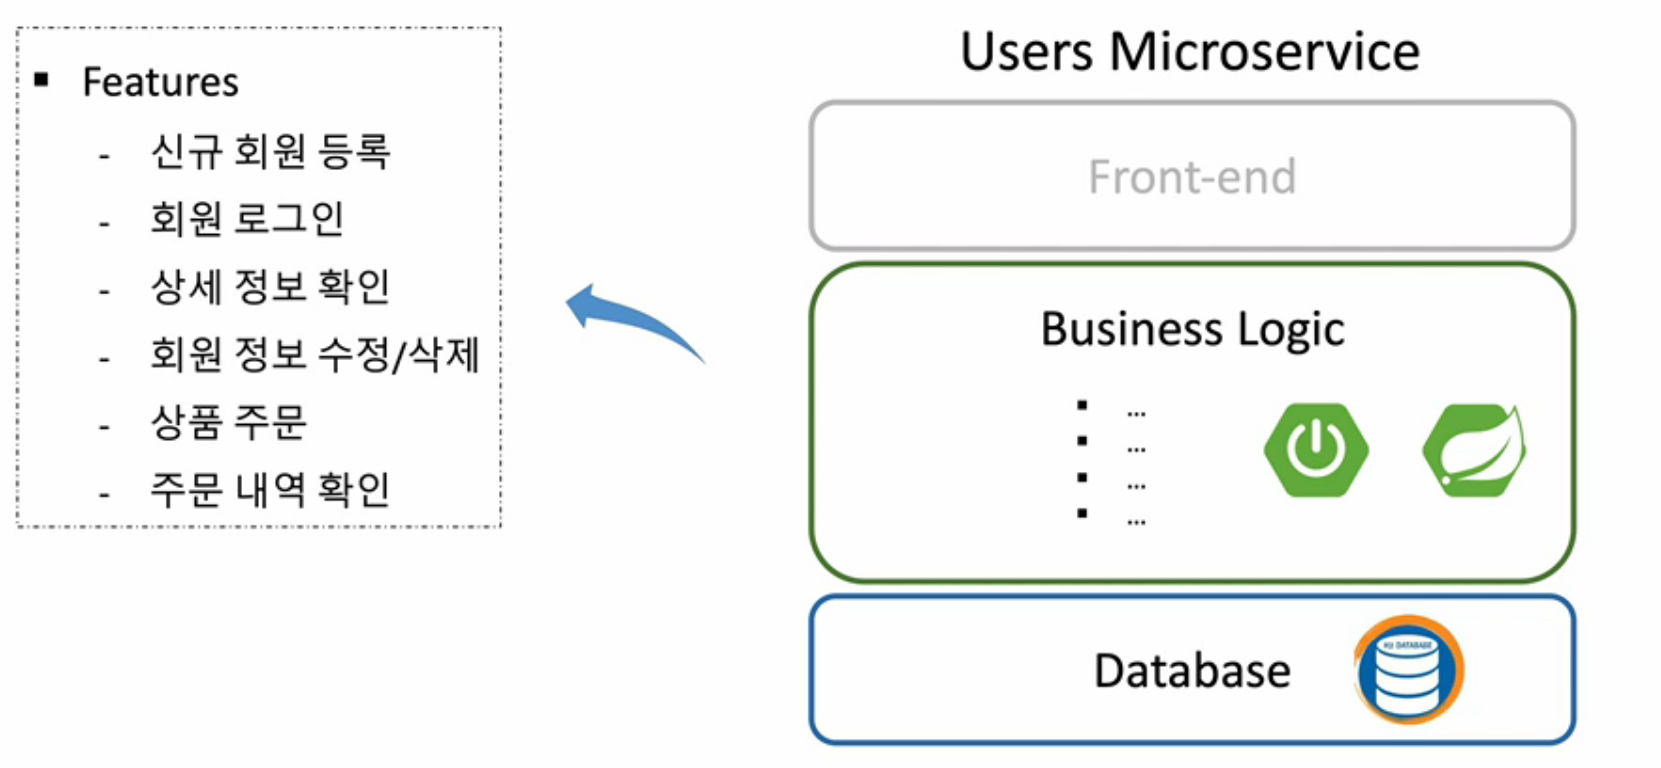 Features
- 신규 회원 등록
- 회원 로그인
- 상세 정보 확인
- 회원 정보 수정/삭제
- 상품 주문
- 주문 내역 확인
Users Microservice
Front-end
Business Logic
...
...
...
...
Database
H2 DATABASE